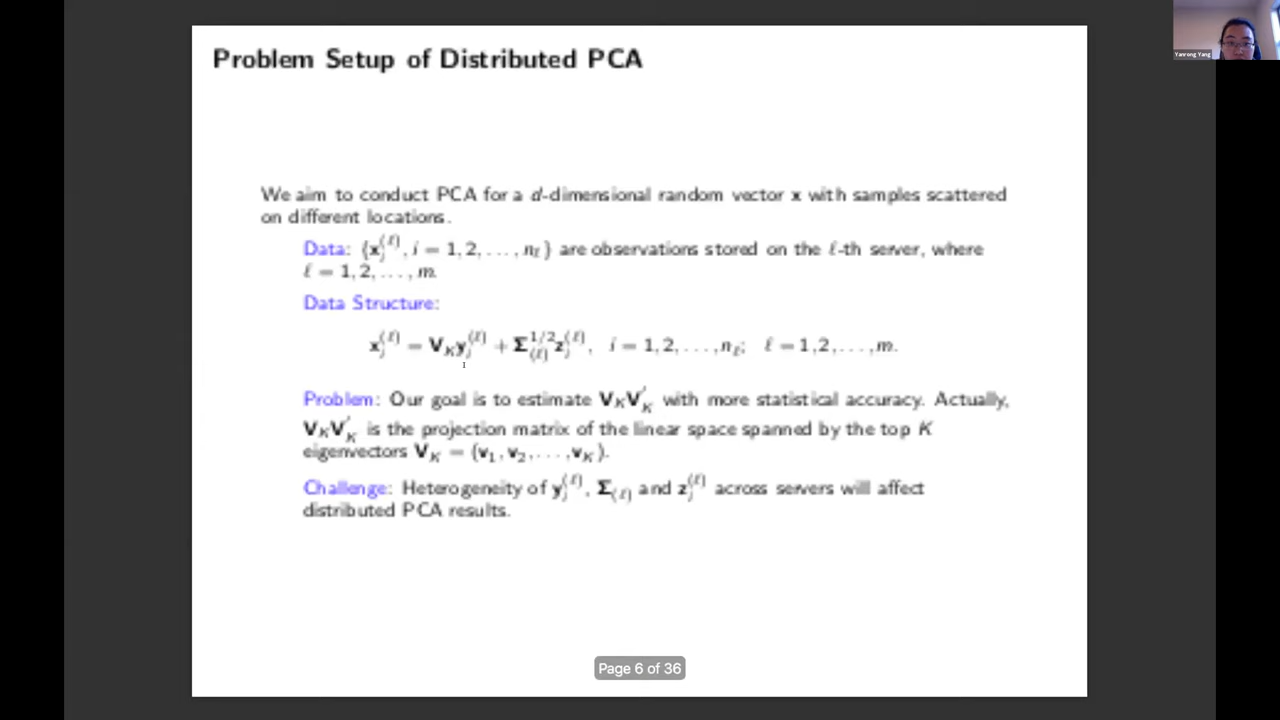 Problem Setup of Distributed PCA
Yanrong Yang
We aim to conduct PCA for a d-dimensional random vector x with samples scattered
on different locations.
Data: {x_i^(ℓ), i = 1, 2, . . . , n_ℓ} are observations stored on the ℓ-th server, where
ℓ = 1, 2, . . . , m.
Data Structure:
x_i^(ℓ) = V_K y_i^(ℓ) + Σ_(ℓ)^{1/2} z_i^(ℓ), i = 1, 2, . . . , n_ℓ; ℓ = 1, 2, . . . , m.
Problem: Our goal is to estimate V_K V_K′ with more statistical accuracy. Actually,
V_K V_K′ is the projection matrix of the linear space spanned by the top K
eigenvectors V_K = (v_1, v_2, . . . , v_K).
Challenge: Heterogeneity of y_i^(ℓ), Σ_(ℓ) and z_i^(ℓ) across servers will affect
distributed PCA results.
Page 6 of 36